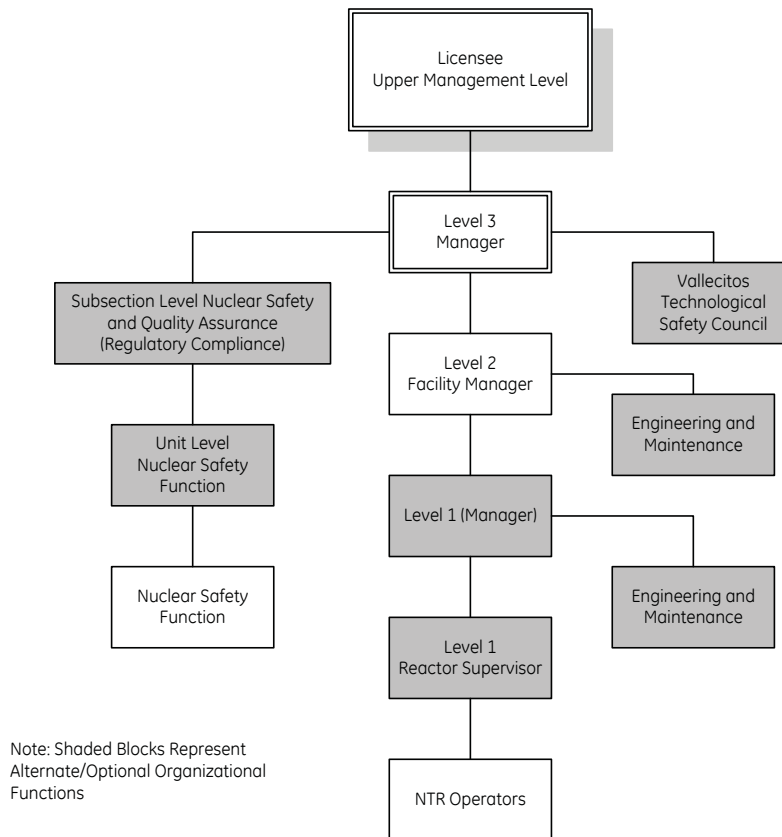 Licensee
Upper Management Level
Level 3
Manager
Subsection Level Nuclear Safety
and Quality Assurance
(Regulatory Compliance)
Vallecitos
Technological
Safety Council
Level 2
Facility Manager
Engineering and
Maintenance
Unit Level
Nuclear Safety
Function
Level 1 (Manager)
Nuclear Safety
Function
Engineering and
Maintenance
Level 1
Reactor Supervisor
Note: Shaded Blocks Represent
Alternate/Optional Organizational
Functions
NTR Operators